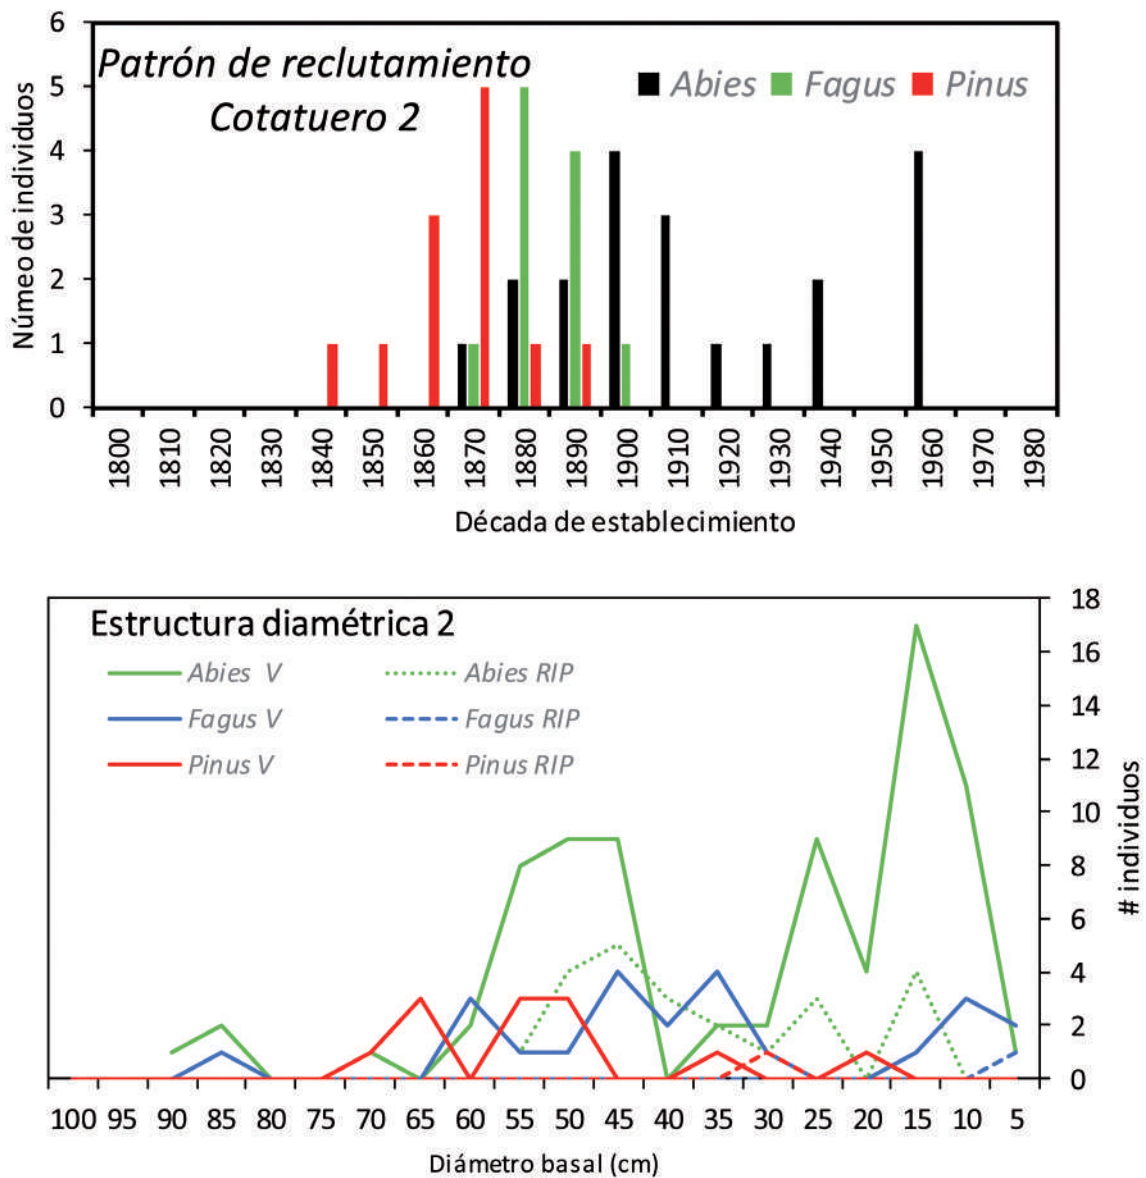 6
Patrón de reclutamiento
Cotatuero 2
Abies Fagus Pinus
5
4
3
2
1
0
Númeo de individuos
1800 1810 1820 1830 1840 1850 1860 1870 1880 1890 1900 1910 1920 1930 1940 1950 1960 1970 1980
Década de establecimiento
Estructura diamétrica 2
Abies V Abies RIP
Fagus V Fagus RIP
Pinus V Pinus RIP
18
16
14
12
10
8
6
4
2
0
# individuos
100 95 90 85 80 75 70 65 60 55 50 45 40 35 30 25 20 15 10 5
Diámetro basal (cm)